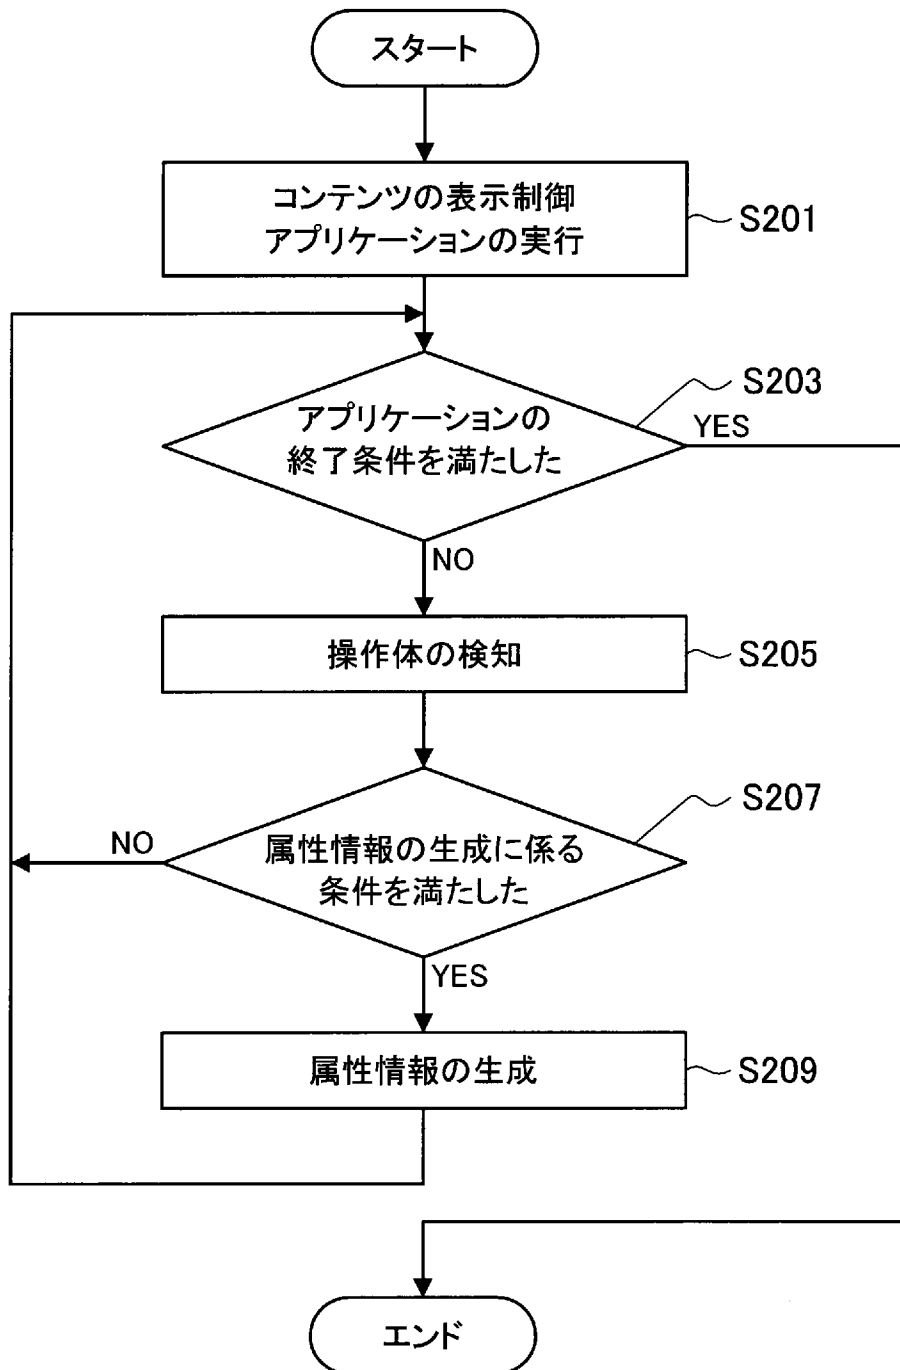 スタート
コンテンツの表示制御
アプリケーションの実行
S201
アプリケーションの
終了条件を満たした
S203
YES
NO
操作体の検知
S205
属性情報の生成に係る
条件を満たした
S207
NO
YES
属性情報の生成
S209
エンド